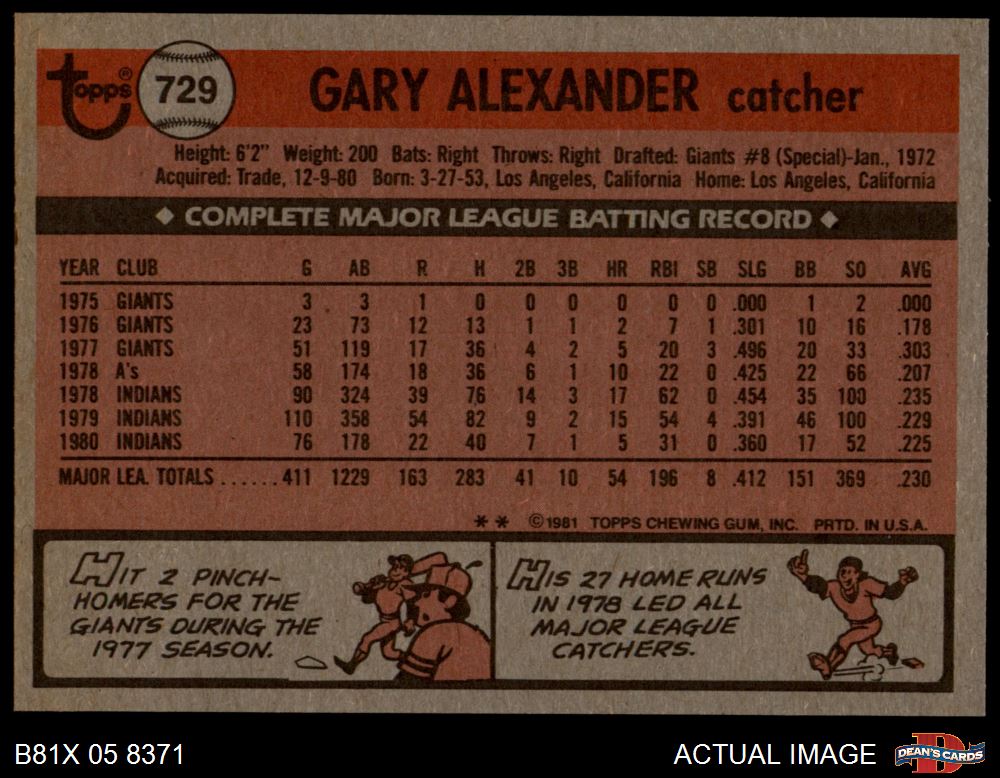 topps® 729 GARY ALEXANDER catcher
Height: 6'2" Weight: 200 Bats: Right Throws: Right Drafted: Giants #8 (Special)-Jan., 1972
Acquired: Trade, 12-9-80 Born: 3-27-53, Los Angeles, California Home: Los Angeles, California
◆ COMPLETE MAJOR LEAGUE BATTING RECORD ◆
YEAR CLUB G AB R H 2B 3B HR RBI SB SLG BB SO AVG
1975 GIANTS 3 3 1 0 0 0 0 0 0 .000 1 2 .000
1976 GIANTS 23 73 12 13 1 1 2 7 1 .301 10 16 .178
1977 GIANTS 51 119 17 36 4 2 5 20 3 .496 20 33 .303
1978 A's 58 174 18 36 6 1 10 22 0 .425 22 66 .207
1978 INDIANS 90 324 39 76 14 3 17 62 0 .454 35 100 .235
1979 INDIANS 110 358 54 82 9 2 15 54 4 .391 46 100 .229
1980 INDIANS 76 178 22 40 7 1 5 31 0 .360 17 52 .225
MAJOR LEA. TOTALS ......411 1229 163 283 41 10 54 196 8 .412 151 369 .230
** ©1981 TOPPS CHEWING GUM, INC. PRTD. IN U.S.A.
HIT 2 PINCH-
HOMERS FOR THE
GIANTS DURING THE
1977 SEASON.
HIS 27 HOME RUNS
IN 1978 LED ALL
MAJOR LEAGUE
CATCHERS.
B81X 05 8371 ACTUAL IMAGE DEAN'S CARDS